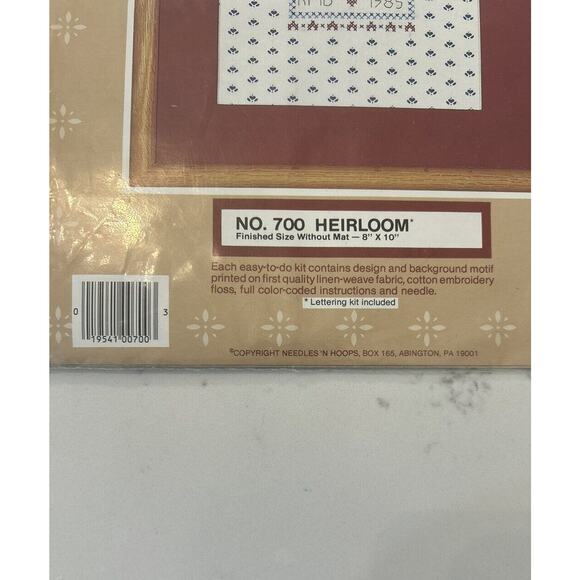 RMD ♥ 1985
NO. 700 HEIRLOOM*
Finished Size Without Mat — 8" X 10"
Each easy-to-do kit contains design and background motif
printed on first quality linen-weave fabric, cotton embroidery
floss, full color-coded instructions and needle.
* Lettering kit included
0 19541 00700 3
©COPYRIGHT NEEDLES 'N HOOPS, BOX 165, ABINGTON, PA 19001